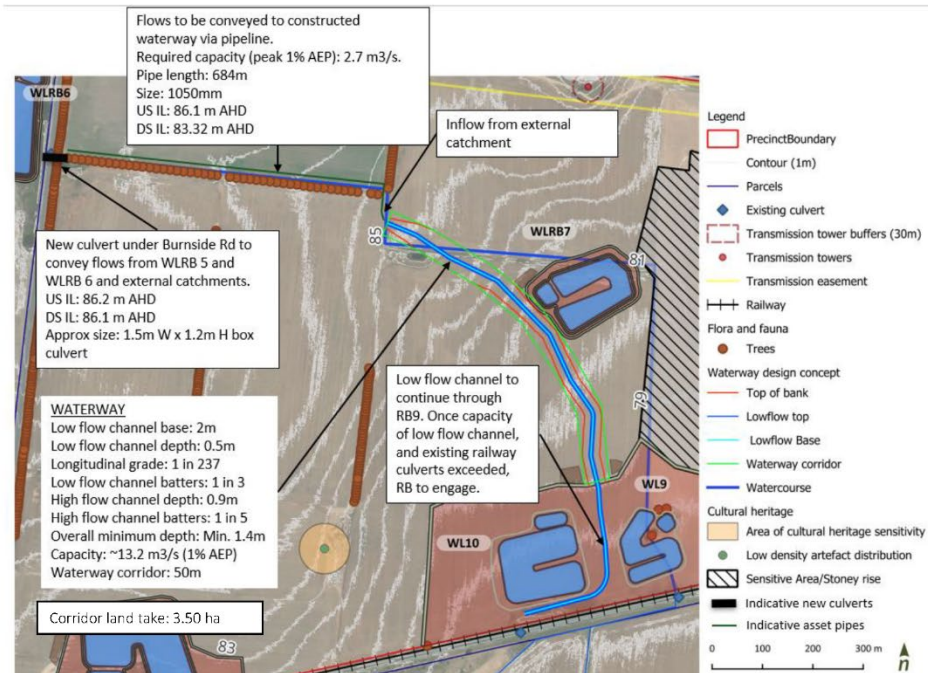 Flows to be conveyed to constructed
waterway via pipeline.
Required capacity (peak 1% AEP): 2.7 m3/s.
Pipe length: 684m
Size: 1050mm
US IL: 86.1 m AHD
DS IL: 83.32 m AHD
WLRB6
Inflow from external
catchment
85
WLRB7
81
New culvert under Burnside Rd to
convey flows from WLRB 5 and
WLRB 6 and external catchments.
US IL: 86.2 m AHD
DS IL: 86.1 m AHD
Approx size: 1.5m W x 1.2m H box
culvert
Low flow channel to
continue through
RB9. Once capacity
of low flow channel,
and existing railway
culverts exceeded,
RB to engage.
79
WATERWAY
Low flow channel base: 2m
Low flow channel depth: 0.5m
Longitudinal grade: 1 in 237
Low flow channel batters: 1 in 3
High flow channel depth: 0.9m
High flow channel batters: 1 in 5
Overall minimum depth: Min. 1.4m
Capacity: ~13.2 m3/s (1% AEP)
Waterway corridor: 50m
WL9
WL10
Corridor land take: 3.50 ha
83
Legend
PrecinctBoundary
Contour (1m)
Parcels
Existing culvert
Transmission tower buffers (30m)
Transmission towers
Transmission easement
Railway
Flora and fauna
Trees
Waterway design concept
Top of bank
Lowflow top
Lowflow Base
Waterway corridor
Watercourse
Cultural heritage
Area of cultural heritage sensitivity
Low density artefact distribution
Sensitive Area/Stoney rise
Indicative new culverts
Indicative asset pipes
0 100 200 300 m
n